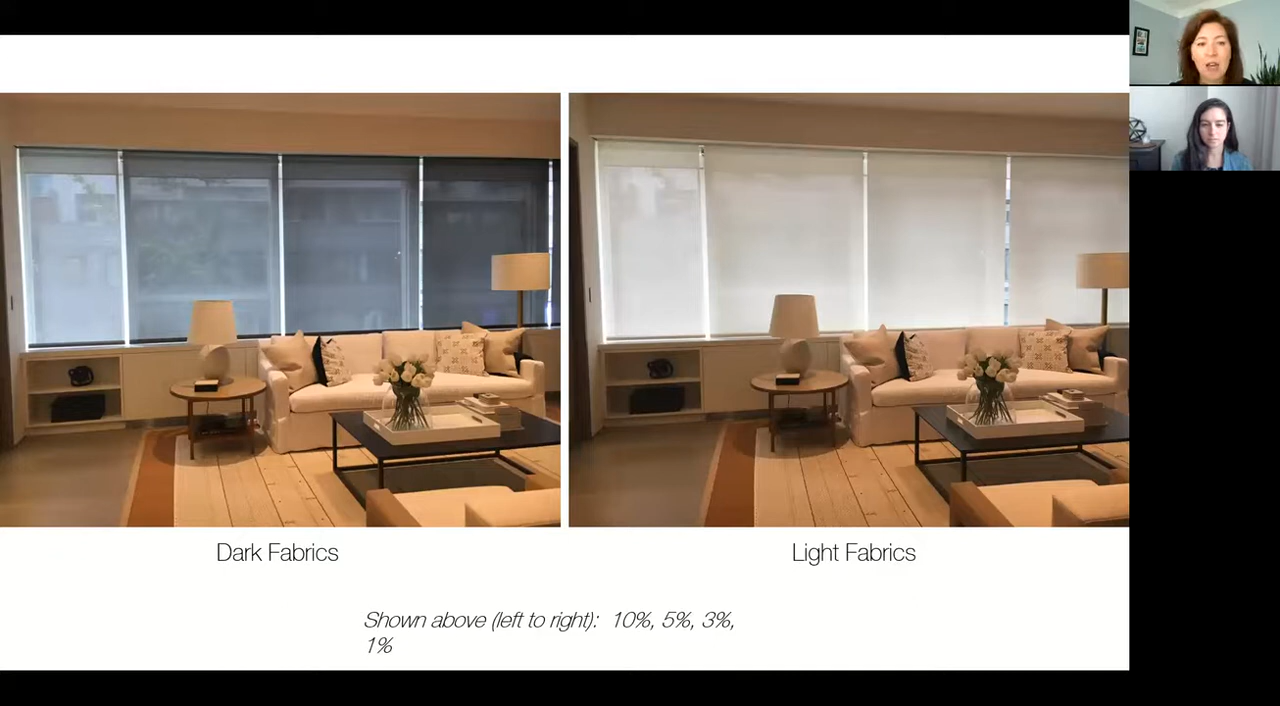 Dark Fabrics
Light Fabrics
Shown above (left to right): 10%, 5%, 3%,
1%